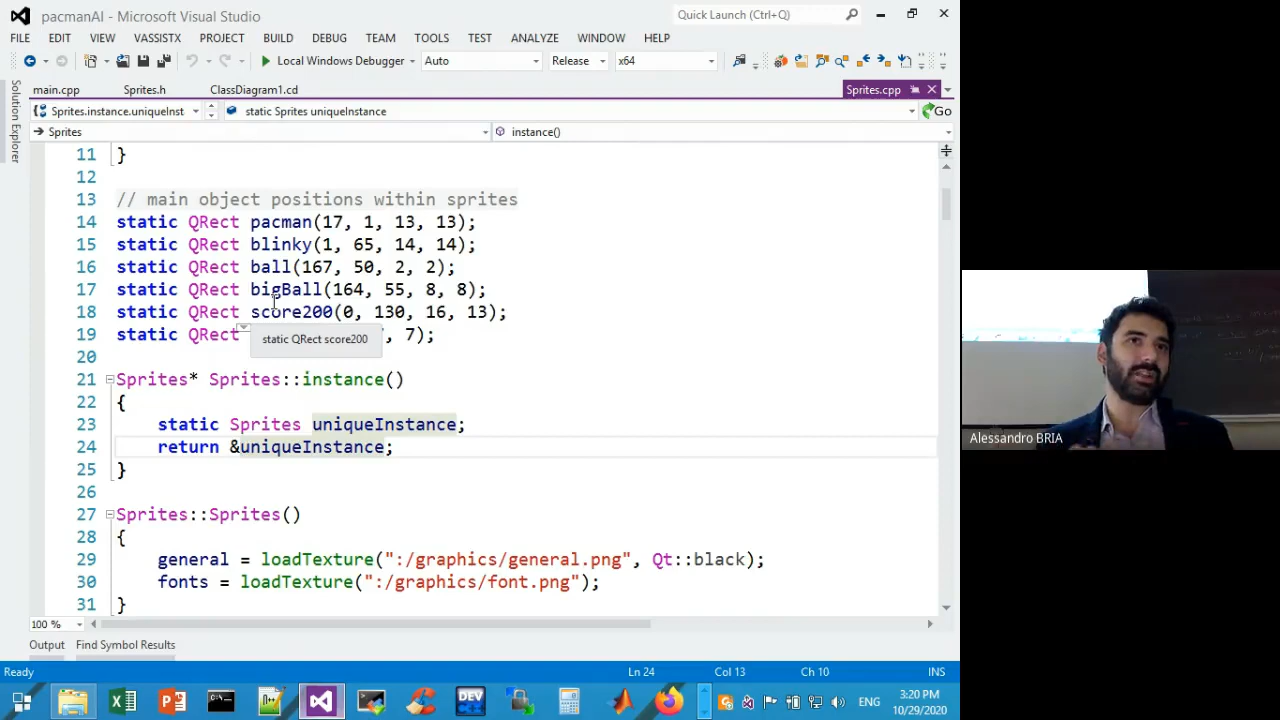 pacmanAI - Microsoft Visual Studio
Quick Launch (Ctrl+Q)
FILE EDIT VIEW VASSISTX PROJECT BUILD DEBUG TEAM TOOLS TEST ANALYZE WINDOW HELP
Local Windows Debugger Auto Release x64
Solution Explorer
main.cpp Sprites.h ClassDiagram1.cd Sprites.cpp
Sprites.instance.uniqueInst static Sprites uniqueInstance Go
Sprites instance()
11 }
12
13 // main object positions within sprites
14 static QRect pacman(17, 1, 13, 13);
15 static QRect blinky(1, 65, 14, 14);
16 static QRect ball(167, 50, 2, 2);
17 static QRect bigBall(164, 55, 8, 8);
18 static QRect score200(0, 130, 16, 13);
19 static QRect , 7);
static QRect score200
20
21 Sprites* Sprites::instance()
22 {
23 static Sprites uniqueInstance;
24 return &uniqueInstance;
25 }
26
27 Sprites::Sprites()
28 {
29 general = loadTexture(":/graphics/general.png", Qt::black);
30 fonts = loadTexture(":/graphics/font.png");
31 }
100 %
Output Find Symbol Results
Ready Ln 24 Col 13 Ch 10 INS
DEV
ENG
3:20 PM
10/29/2020
Alessandro BRIA